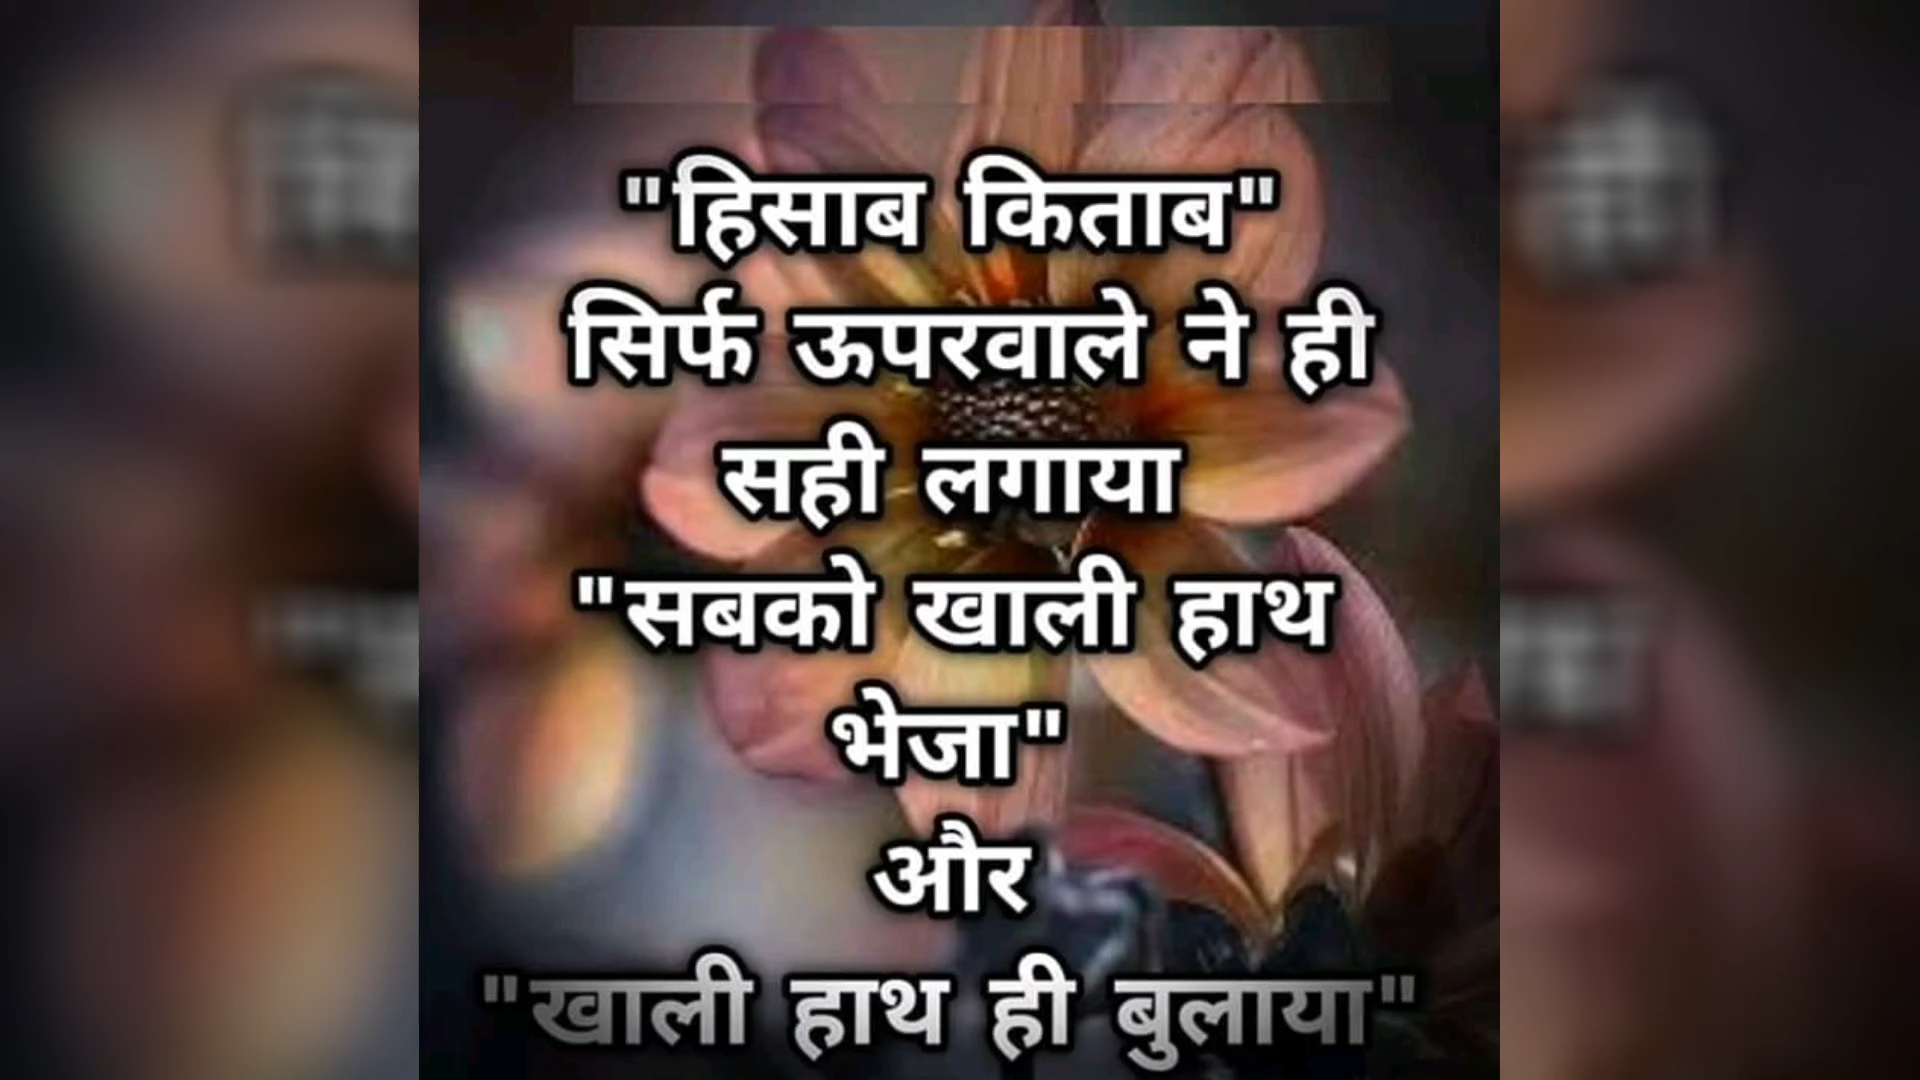 "हिसाब किताब"
सिर्फ ऊपरवाले ने ही
सही लगाया
"सबको खाली हाथ
भेजा"
और
"खाली हाथ ही बुलाया"